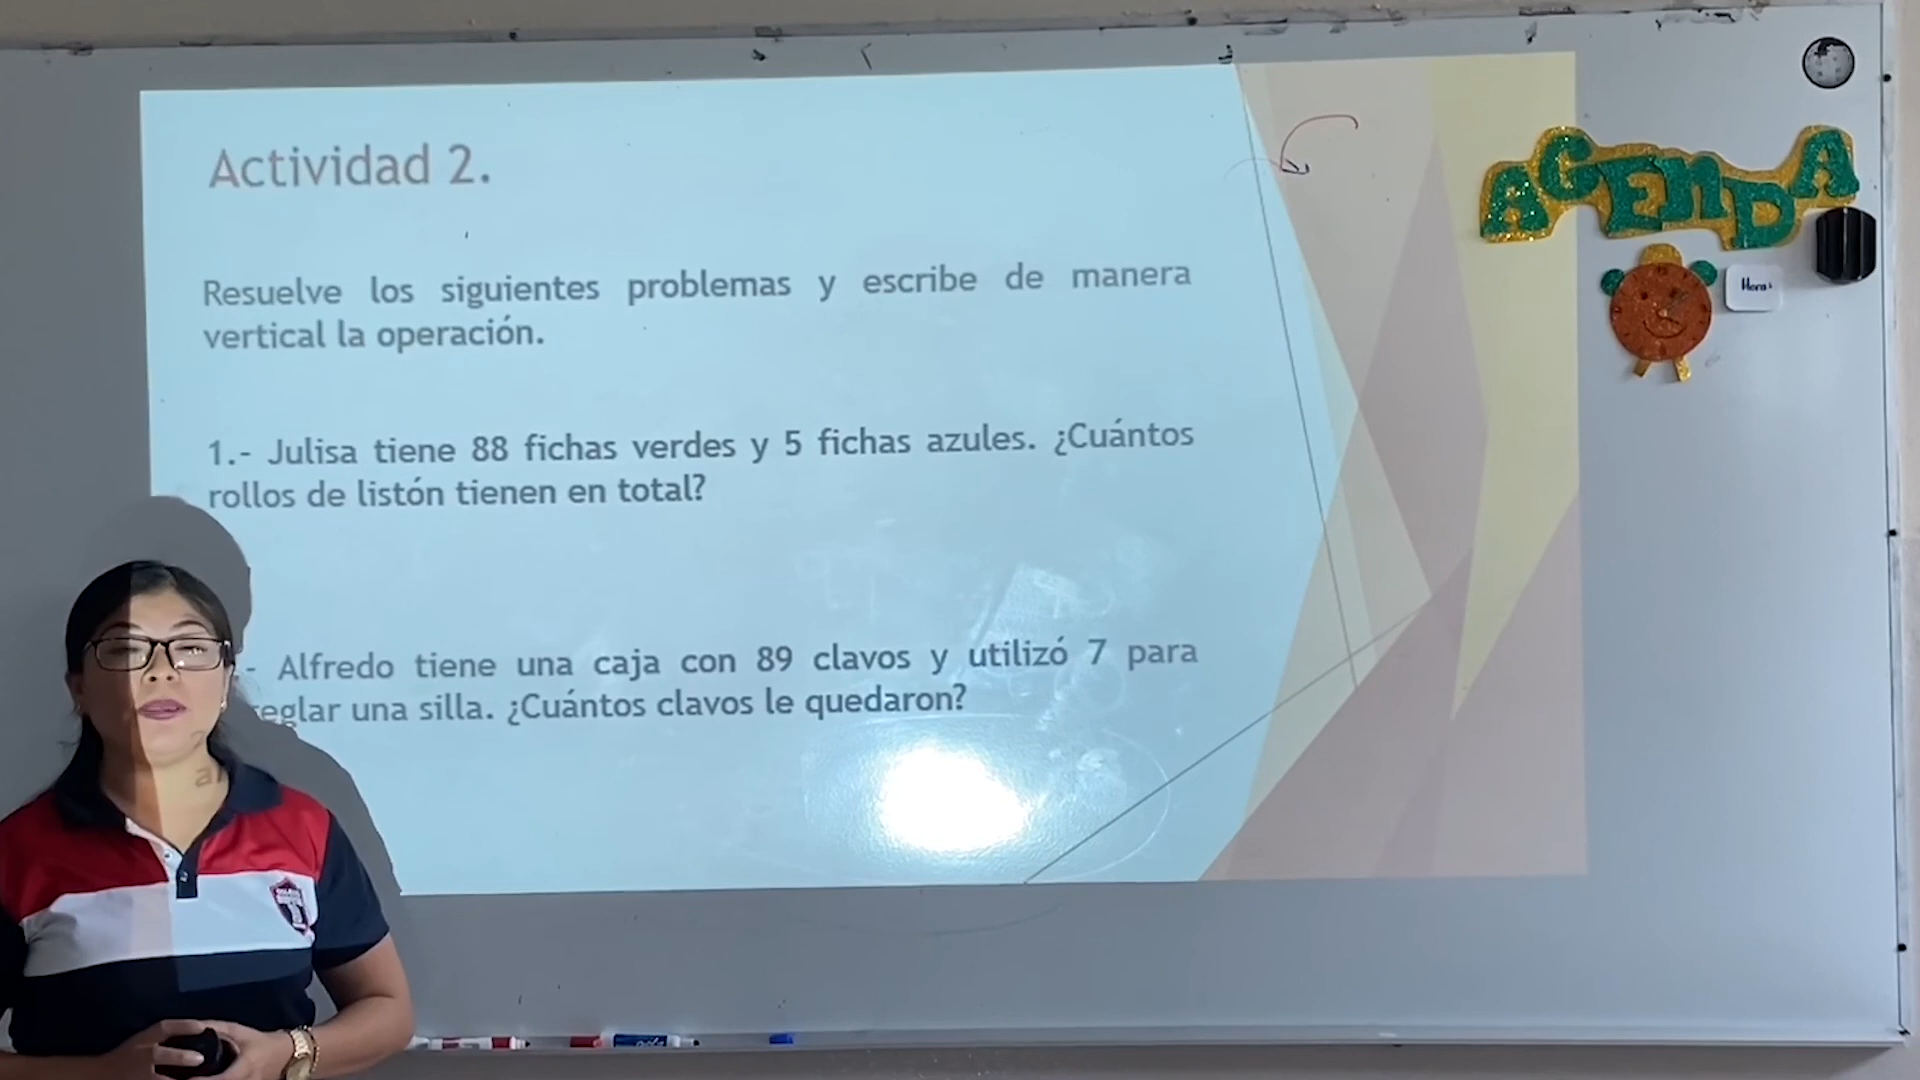 Actividad 2.
AGENDA
Hora:
Resuelve los siguientes problemas y escribe de manera
vertical la operación.
1.- Julisa tiene 88 fichas verdes y 5 fichas azules. ¿Cuántos
rollos de listón tienen en total?
- Alfredo tiene una caja con 89 clavos y utilizó 7 para
reglar una silla. ¿Cuántos clavos le quedaron?